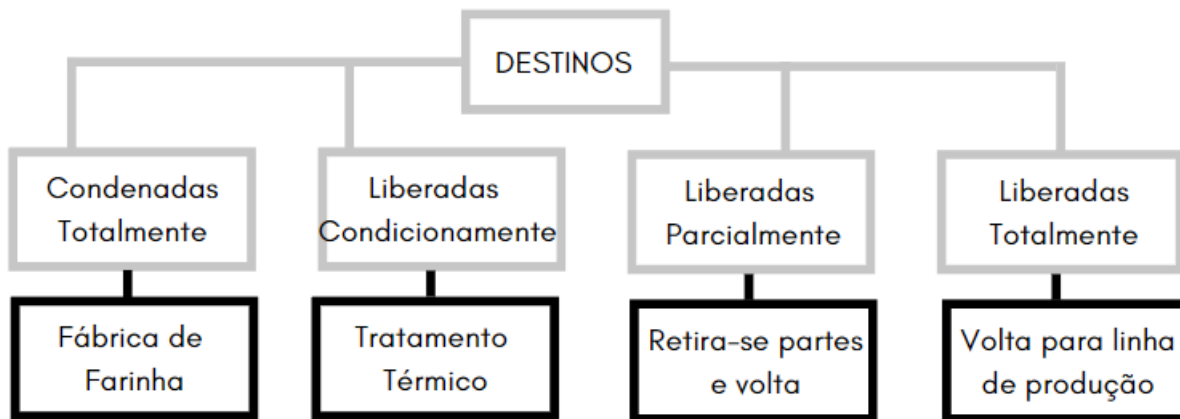 DESTINOS
Condenadas
Totalmente
Liberadas
Condicionamente
Liberadas
Parcialmente
Liberadas
Totalmente
Fábrica de
Farinha
Tratamento
Térmico
Retira-se partes
e volta
Volta para linha
de produção